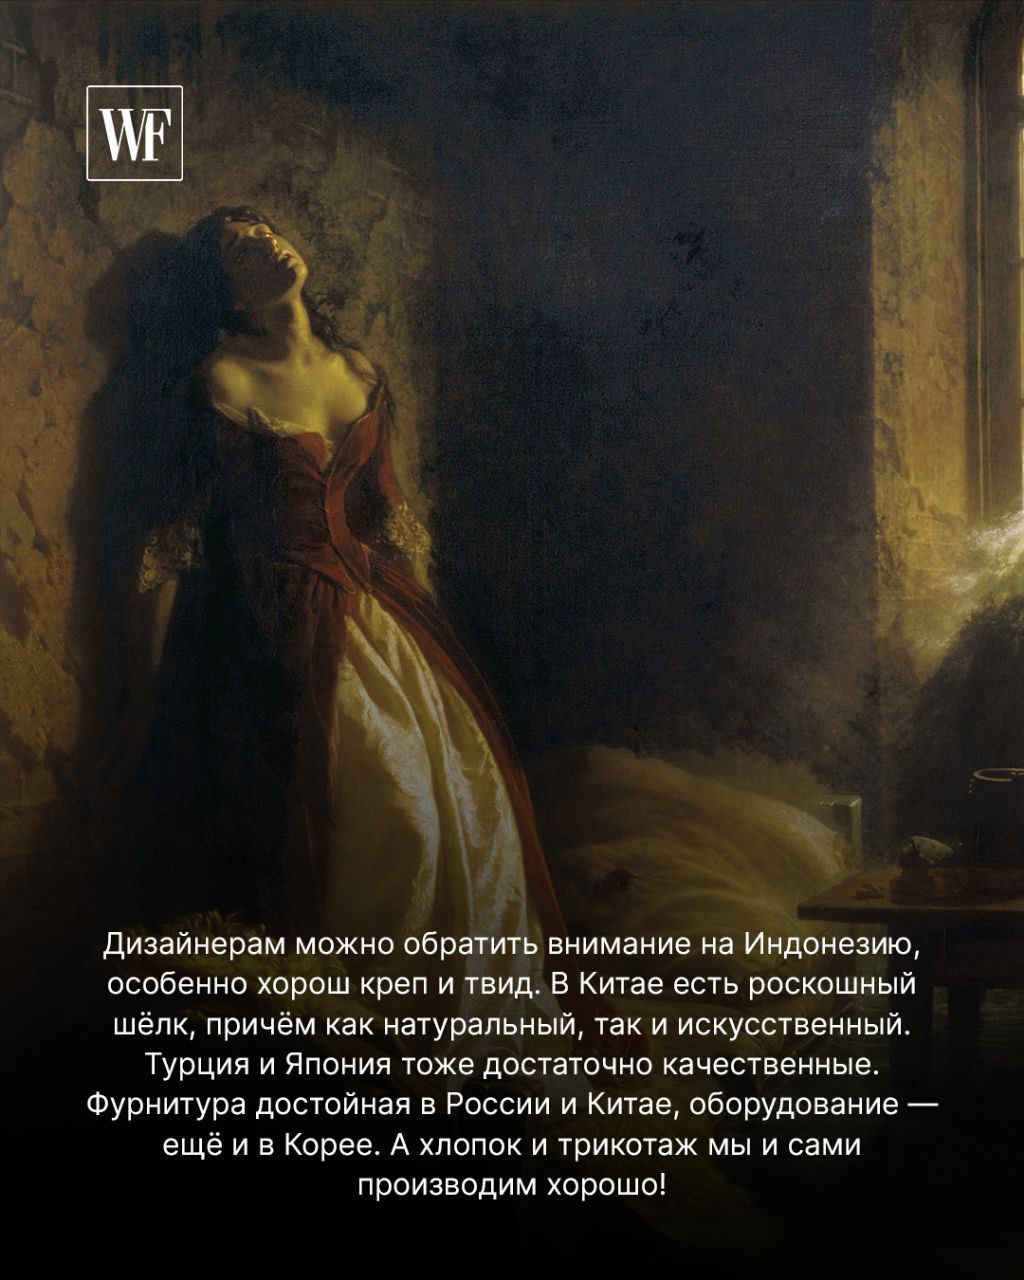 WF
Дизайнерам можно обратить внимание на Индонезию,
особенно хорош креп и твид. В Китае есть роскошный
шёлк, причём как натуральный, так и искусственный.
Турция и Япония тоже достаточно качественные.
Фурнитура достойная в России и Китае, оборудование —
ещё и в Корее. А хлопок и трикотаж мы и сами
производим хорошо!